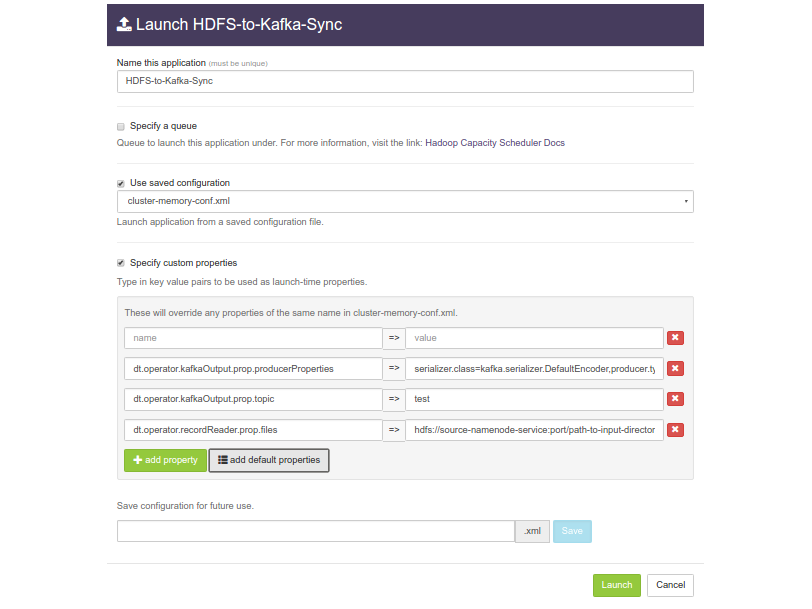 Launch HDFS-to-Kafka-Sync
Name this application (must be unique)
HDFS-to-Kafka-Sync
Specify a queue
Queue to launch this application under. For more information, visit the link: Hadoop Capacity Scheduler Docs
Use saved configuration
cluster-memory-conf.xml
Launch application from a saved configuration file.
Specify custom properties
Type in key value pairs to be used as launch-time properties.
These will override any properties of the same name in cluster-memory-conf.xml.
name => value
dt.operator.kafkaOutput.prop.producerProperties => serializer.class=kafka.serializer.DefaultEncoder,producer.ty
dt.operator.kafkaOutput.prop.topic => test
dt.operator.recordReader.prop.files => hdfs://source-namenode-service:port/path-to-input-director
add property add default properties
Save configuration for future use.
.xml Save
Launch Cancel